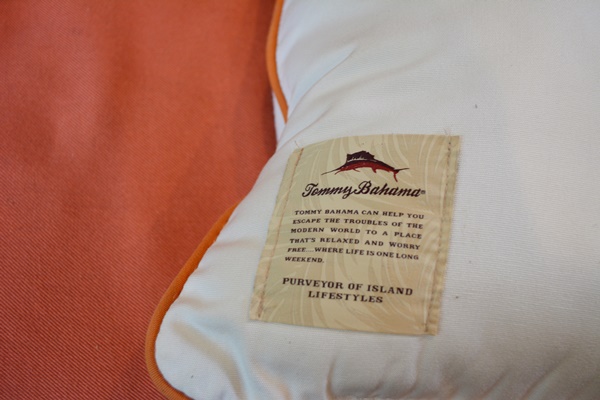 Tommy Bahama®
TOMMY BAHAMA CAN HELP YOU
ESCAPE THE TROUBLES OF THE
MODERN WORLD TO A PLACE
THAT'S RELAXED AND WORRY
FREE...WHERE LIFE IS ONE LONG
WEEKEND.
PURVEYOR OF ISLAND
LIFESTYLES